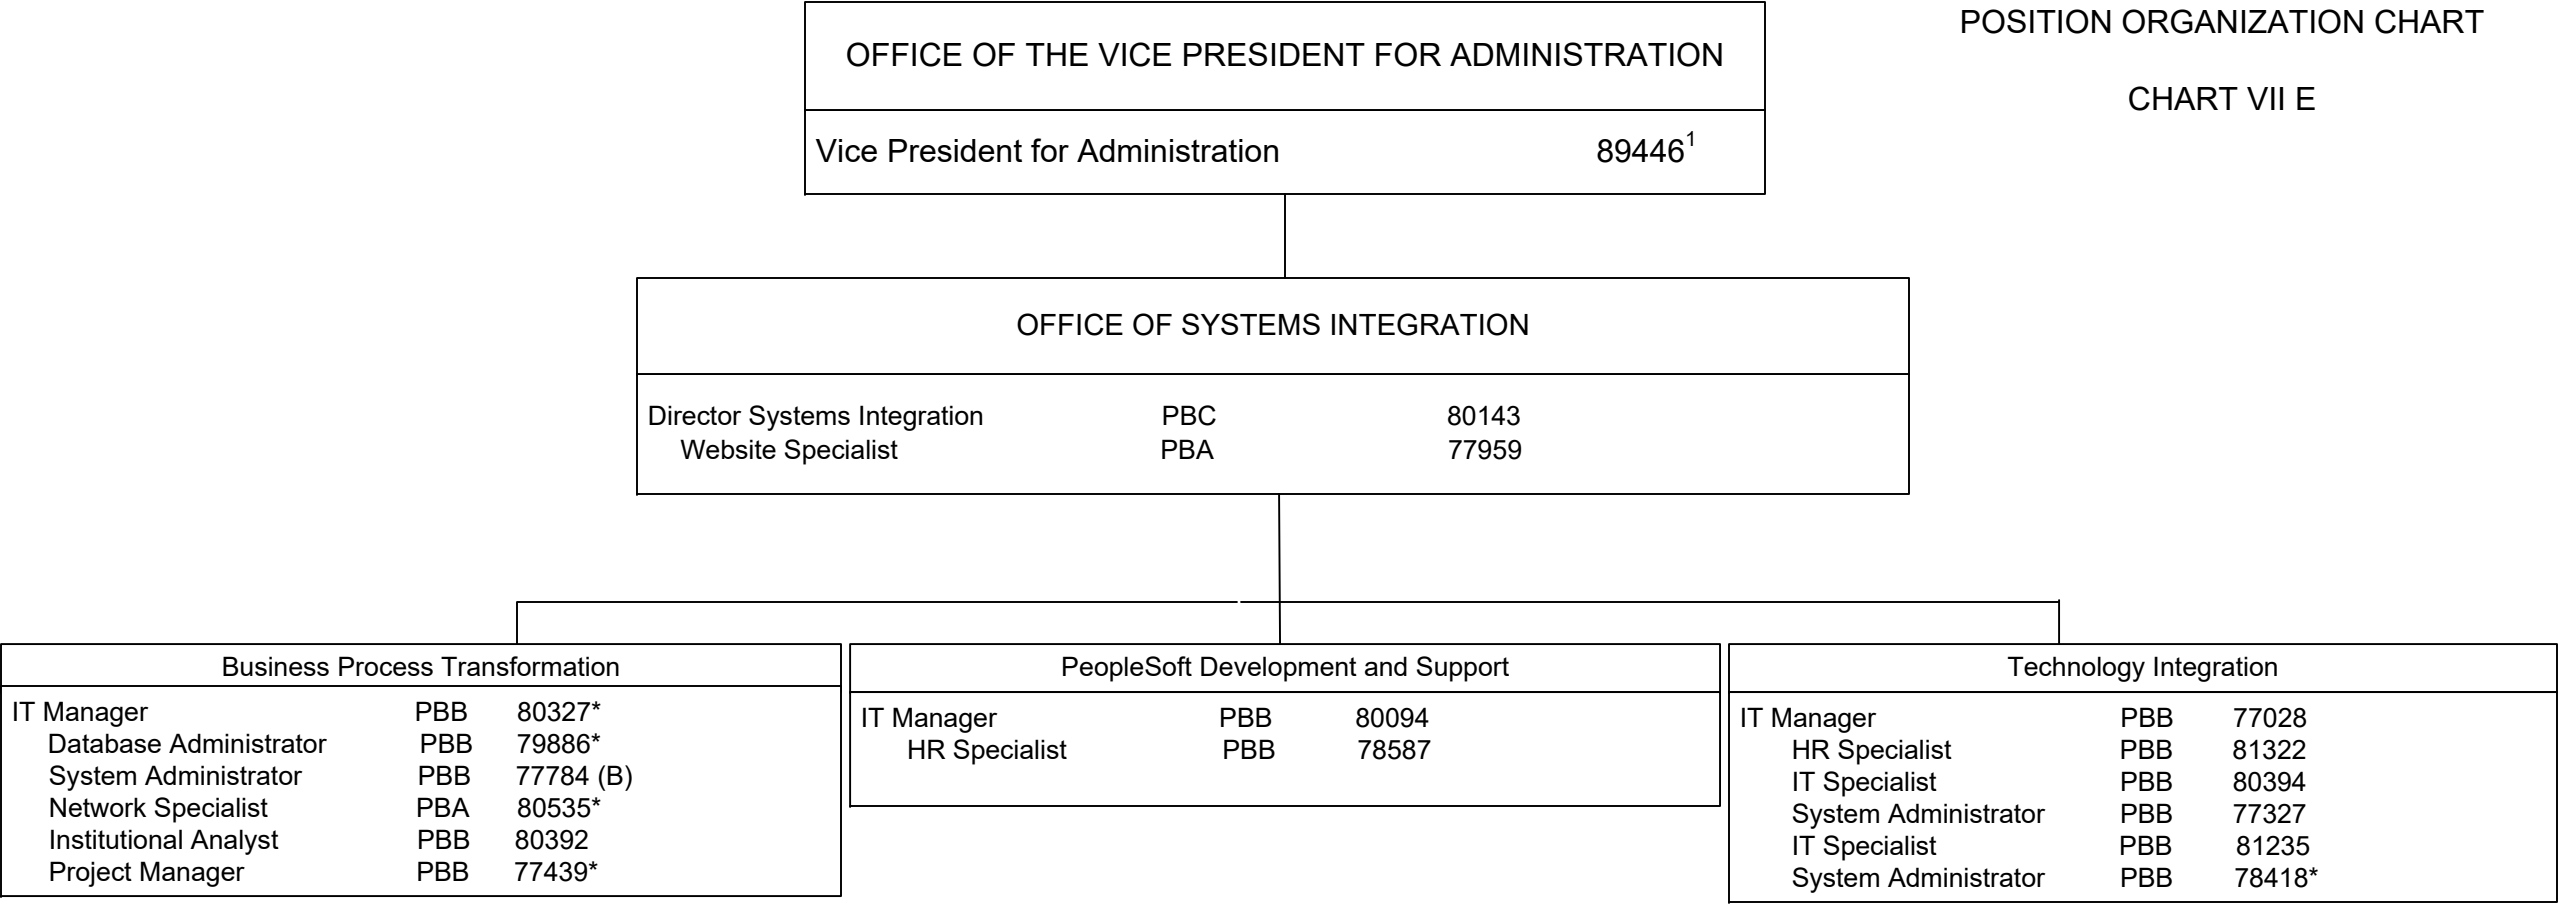 POSITION ORGANIZATION CHART
CHART VII E
OFFICE OF THE VICE PRESIDENT FOR ADMINISTRATION
Vice President for Administration 89446¹
OFFICE OF SYSTEMS INTEGRATION
Director Systems Integration PBC 80143
Website Specialist PBA 77959
Business Process Transformation
IT Manager PBB 80327*
Database Administrator PBB 79886*
System Administrator PBB 77784 (B)
Network Specialist PBA 80535*
Institutional Analyst PBB 80392
Project Manager PBB 77439*
PeopleSoft Development and Support
IT Manager PBB 80094
HR Specialist PBB 78587
Technology Integration
IT Manager PBB 77028
HR Specialist PBB 81322
IT Specialist PBB 80394
System Administrator PBB 77327
IT Specialist PBB 81235
System Administrator PBB 78418*